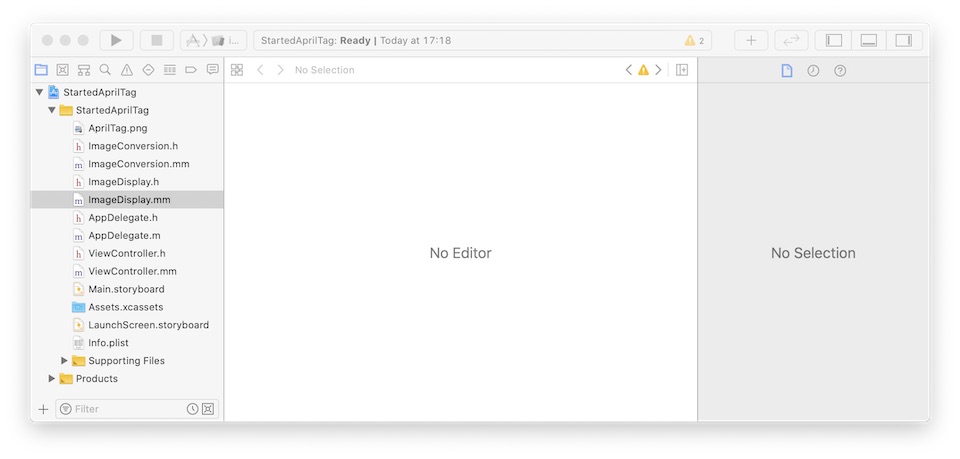 i...
StartedAprilTag: Ready | Today at 17:18
2
No Selection
StartedAprilTag
StartedAprilTag
AprilTag.png
ImageConversion.h
ImageConversion.mm
ImageDisplay.h
ImageDisplay.mm
AppDelegate.h
AppDelegate.m
ViewController.h
ViewController.mm
Main.storyboard
Assets.xcassets
LaunchScreen.storyboard
Info.plist
Supporting Files
Products
Filter
No Editor
No Selection